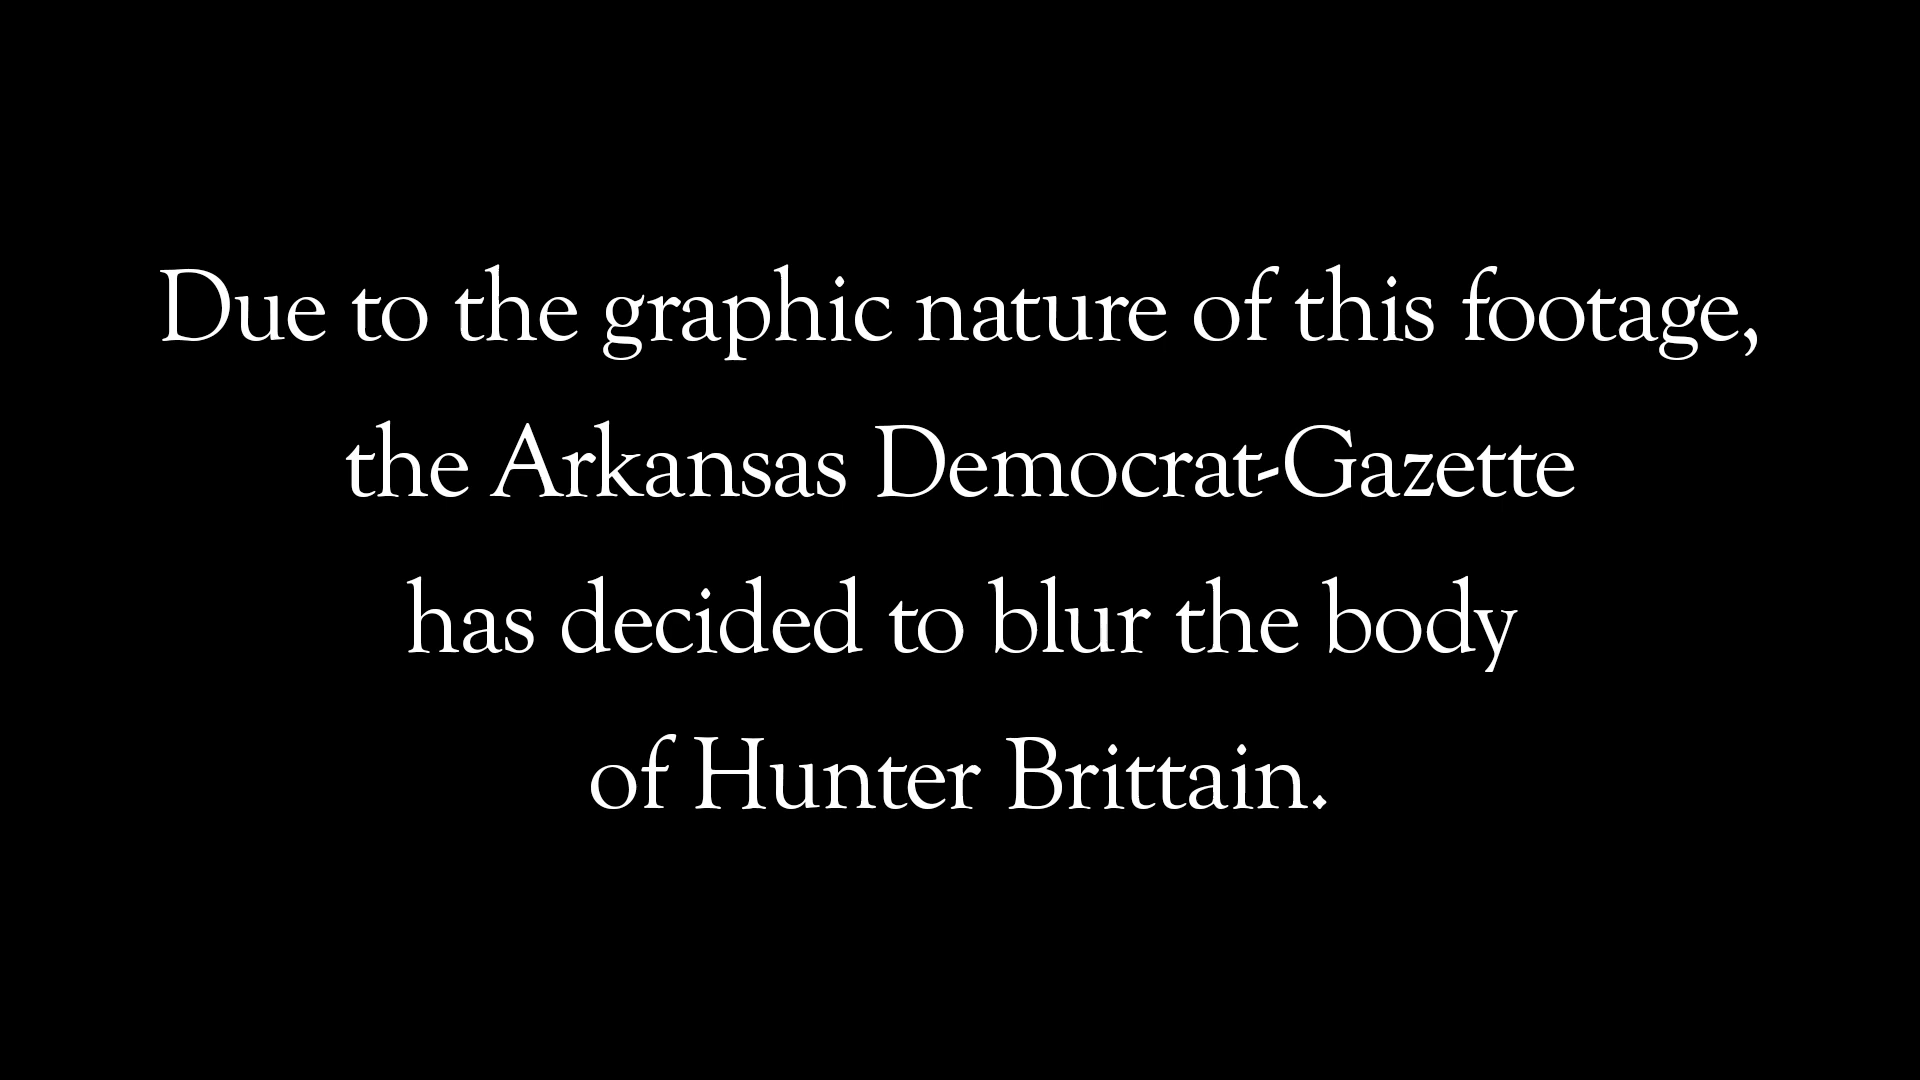 Due to the graphic nature of this footage,
the Arkansas Democrat-Gazette
has decided to blur the body
of Hunter Brittain.